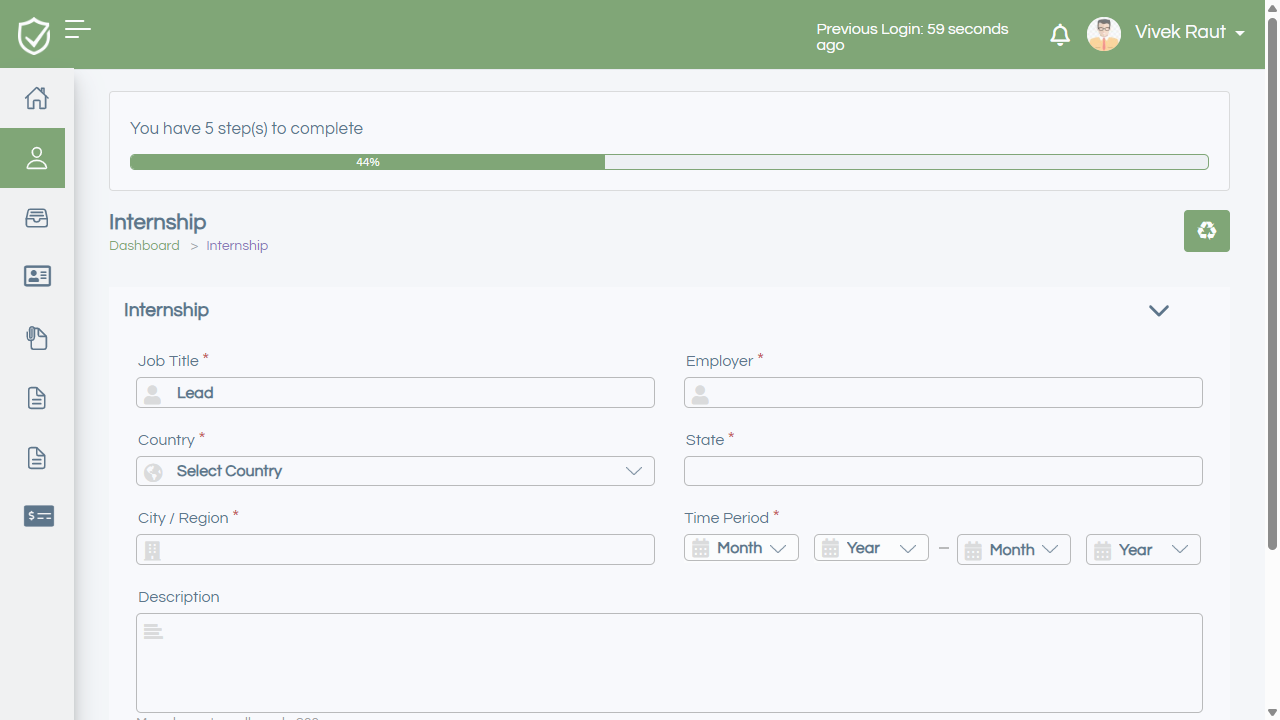 Previous Login: 59 seconds
ago
Vivek Raut
You have 5 step(s) to complete
44%
Internship
Dashboard > Internship
Internship
Job Title *
Employer *
Lead
Country *
State *
Select Country
City / Region *
Time Period *
Month Year – Month Year
Description